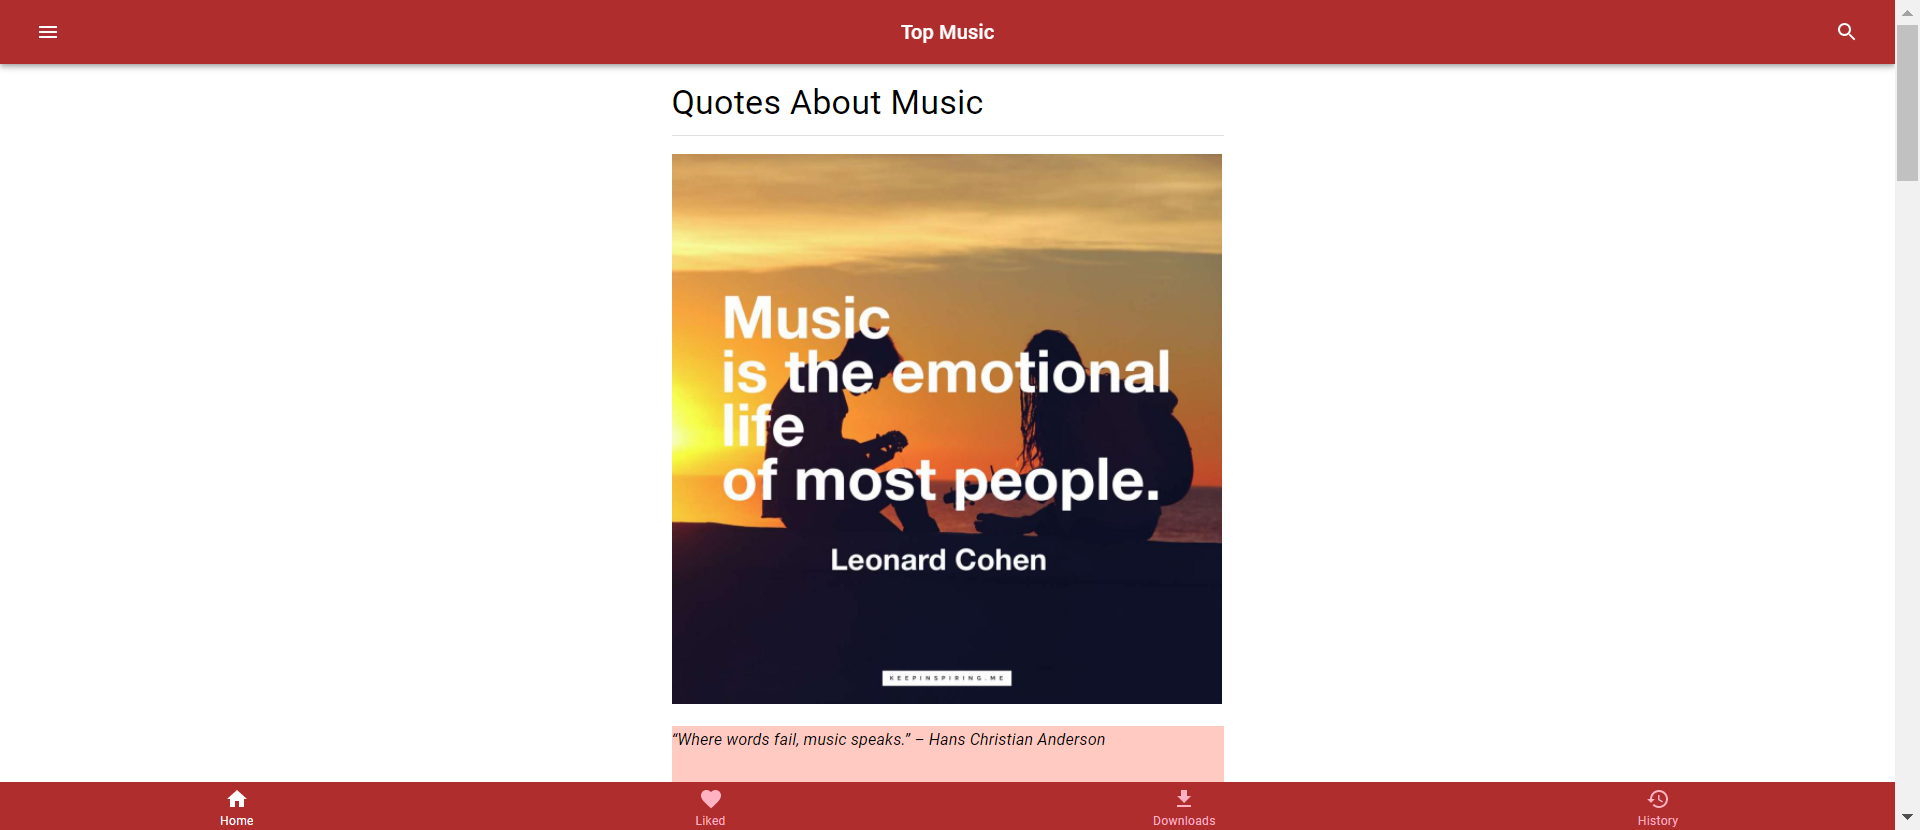 Top Music
Quotes About Music
Music
is the emotional
life
of most people.
Leonard Cohen
KEEPINSPIRING.ME
“Where words fail, music speaks.” – Hans Christian Anderson
Home
Liked
Downloads
History